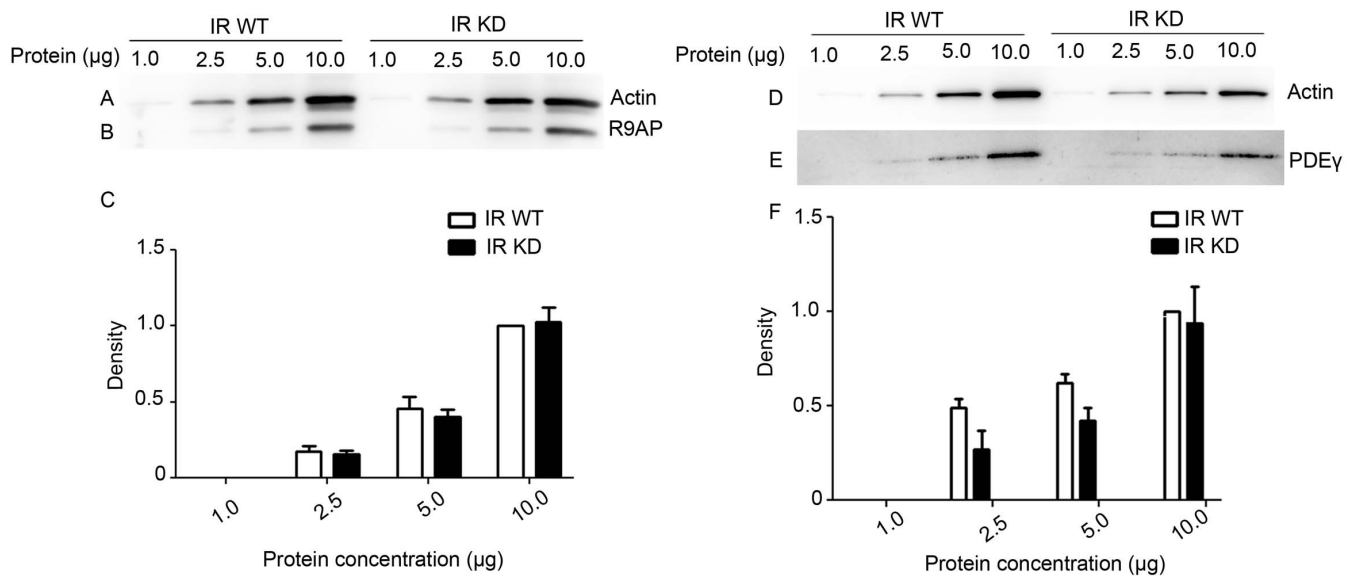 IR WT IR KD
Protein (µg) 1.0 2.5 5.0 10.0 1.0 2.5 5.0 10.0
A Actin
B R9AP
C
IR WT
IR KD
1.5
1.0
0.5
0
Density
1.0 2.5 5.0 10.0
Protein concentration (µg)
IR WT IR KD
Protein (µg) 1.0 2.5 5.0 10.0 1.0 2.5 5.0 10.0
D Actin
E PDEγ
F
IR WT
IR KD
1.5
1.0
0.5
0
Density
1.0 2.5 5.0 10.0
Protein concentration (µg)